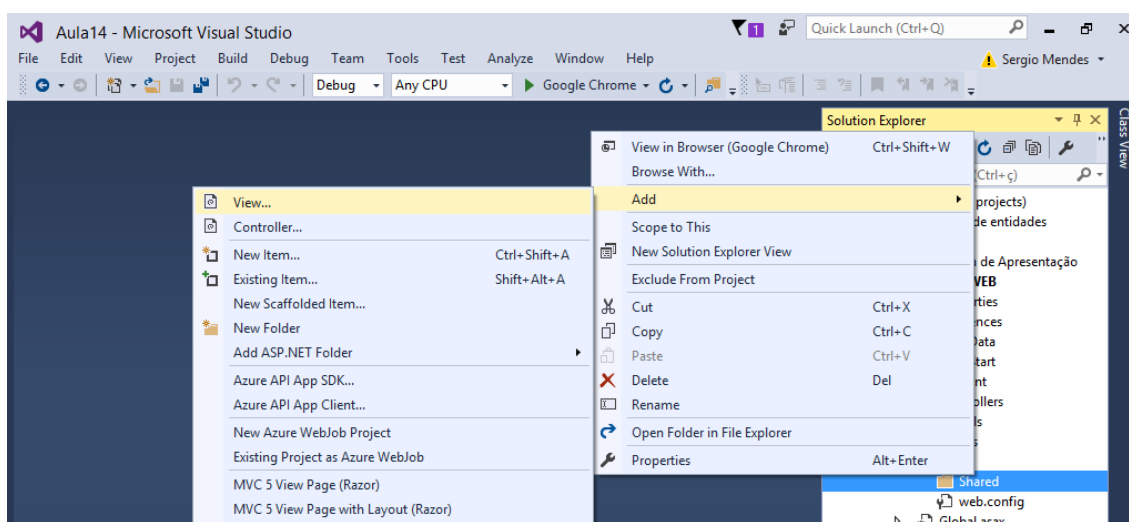 Aula14 - Microsoft Visual Studio
1
Quick Launch (Ctrl+Q)
File Edit View Project Build Debug Team Tools Test Analyze Window Help
Sergio Mendes
Debug Any CPU Google Chrome
Solution Explorer
Class View
View in Browser (Google Chrome) Ctrl+Shift+W
(Ctrl+ç)
Browse With...
Add
projects)
View...
de entidades
Controller...
Scope to This
New Item... Ctrl+Shift+A
New Solution Explorer View
de Apresentação
Existing Item... Shift+Alt+A
Exclude From Project
VEB
rties
New Scaffolded Item...
Cut Ctrl+X
ences
New Folder
Copy Ctrl+C
Data
Add ASP.NET Folder
Paste Ctrl+V
tart
Azure API App SDK...
Delete Del
nt
Azure API App Client...
Rename
ollers
ls
New Azure WebJob Project
Open Folder in File Explorer
s
Existing Project as Azure WebJob
Properties Alt+Enter
MVC 5 View Page (Razor)
Shared
MVC 5 View Page with Layout (Razor)
web.config
Global.asax